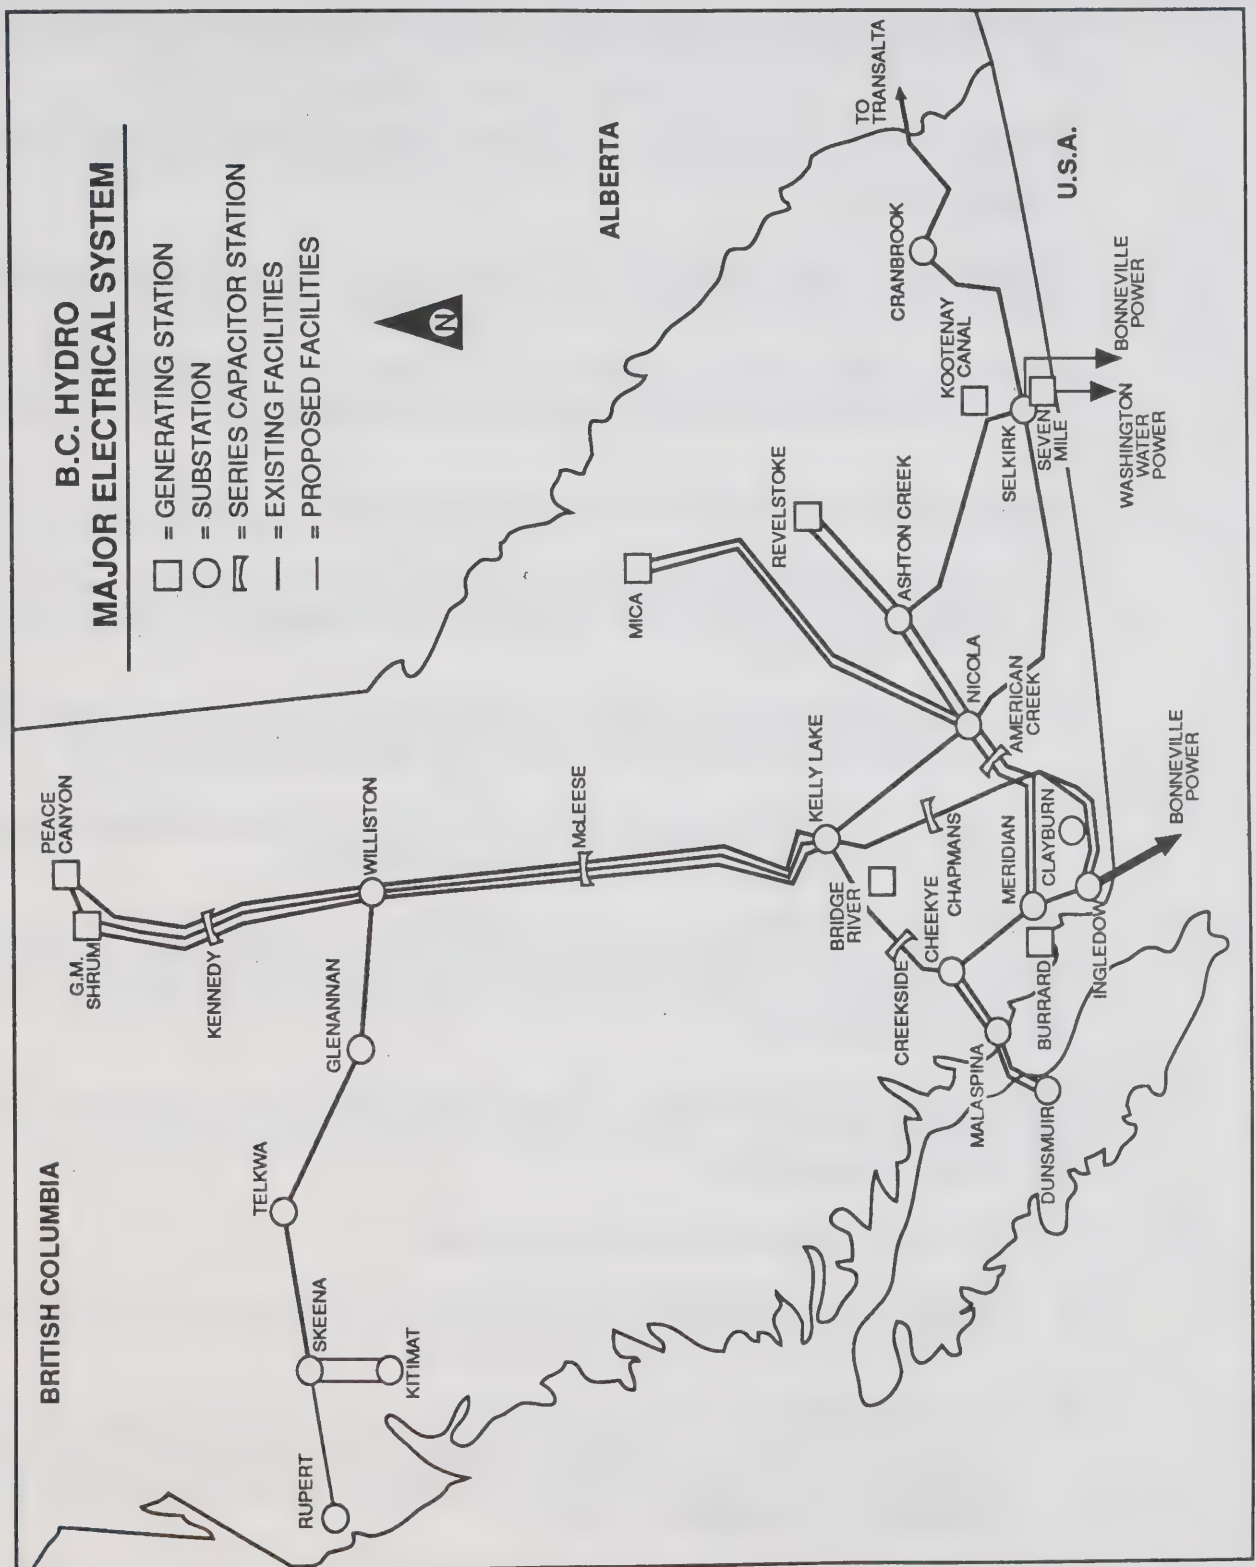 B.C. HYDRO
MAJOR ELECTRICAL SYSTEM
= GENERATING STATION
= SUBSTATION
= SERIES CAPACITOR STATION
= EXISTING FACILITIES
= PROPOSED FACILITIES
N
BRITISH COLUMBIA
ALBERTA
U.S.A.
PEACE
CANYON
G.M.
SHRUM
KENNEDY
WILLISTON
GLENANNAN
TELKWA
SKEENA
KITIMAT
RUPERT
McLEESE
KELLY LAKE
BRIDGE
RIVER
CREEKSIDE
CHEEKYE
CHAPMANS
MERIDIAN
CLAYBURN
BURRARD
INGLEDOW
MALASPINA
DUNSMUIR
AMERICAN
CREEK
NICOLA
MICA
REVELSTOKE
ASHTON CREEK
SELKIRK
SEVEN
MILE
KOOTENAY
CANAL
CRANBROOK
TO
TRANSALTA
BONNEVILLE
POWER
WASHINGTON
WATER
POWER
BONNEVILLE
POWER